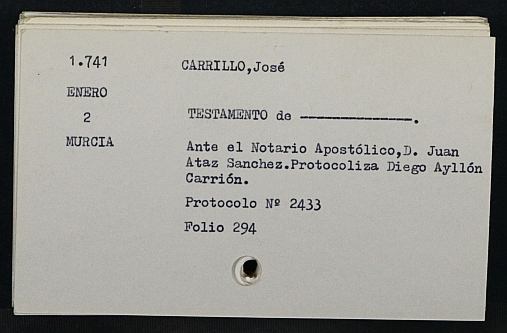 1.741
CARRILLO,José
ENERO
2
TESTAMENTO de ---------------.
MURCIA
Ante el Notario Apostólico,D. Juan
Ataz Sanchez.Protocoliza Diego Ayllón
Carrión.
Protocolo Nº 2433
Folio 294